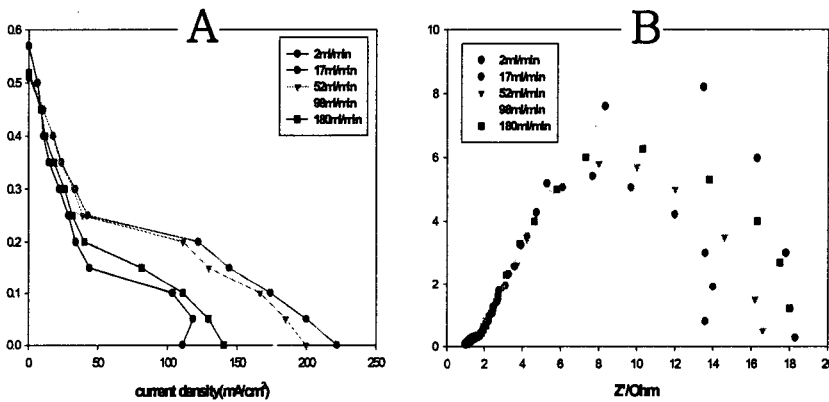 A
0.6
0.5
0.4
0.3
0.2
0.1
0.0
0
50
100
150
200
250
current density(mA/cm²)
2ml/min
17ml/min
52ml/min
98ml/min
180ml/min
B
10
8
6
4
2
0
0
2
4
6
8
10
12
14
16
18
20
Z'/Ohm
2ml/min
17ml/min
52ml/min
98ml/min
180ml/min